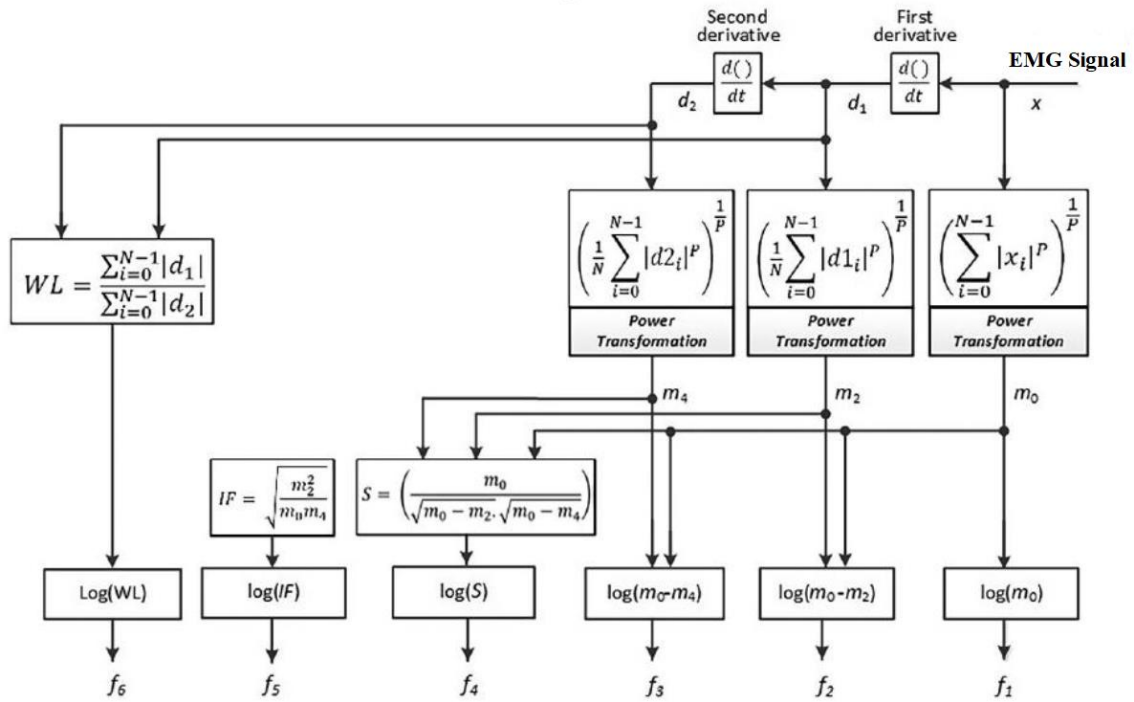 Second
derivative
First
derivative
EMG Signal
d()
dt
d()
dt
d₂
d₁
x
WL = ∑_{i=0}^{N-1}|d₁| / ∑_{i=0}^{N-1}|d₂|
(1/N ∑_{i=0}^{N-1} |d2ᵢ|^p)^{1/P}
(1/N ∑_{i=0}^{N-1} |d1ᵢ|^p)^{1/P}
(∑_{i=0}^{N-1} |xᵢ|^P)^{1/P}
Power
Transformation
Power
Transformation
Power
Transformation
m₄
m₂
m₀
IF = √(m₂² / m₀m₄)
S = (m₀ / √(m₀ − m₂).√(m₀ − m₄))
Log(WL)
log(IF)
log(S)
log(m₀-m₄)
log(m₀-m₂)
log(m₀)
f₆
f₅
f₄
f₃
f₂
f₁